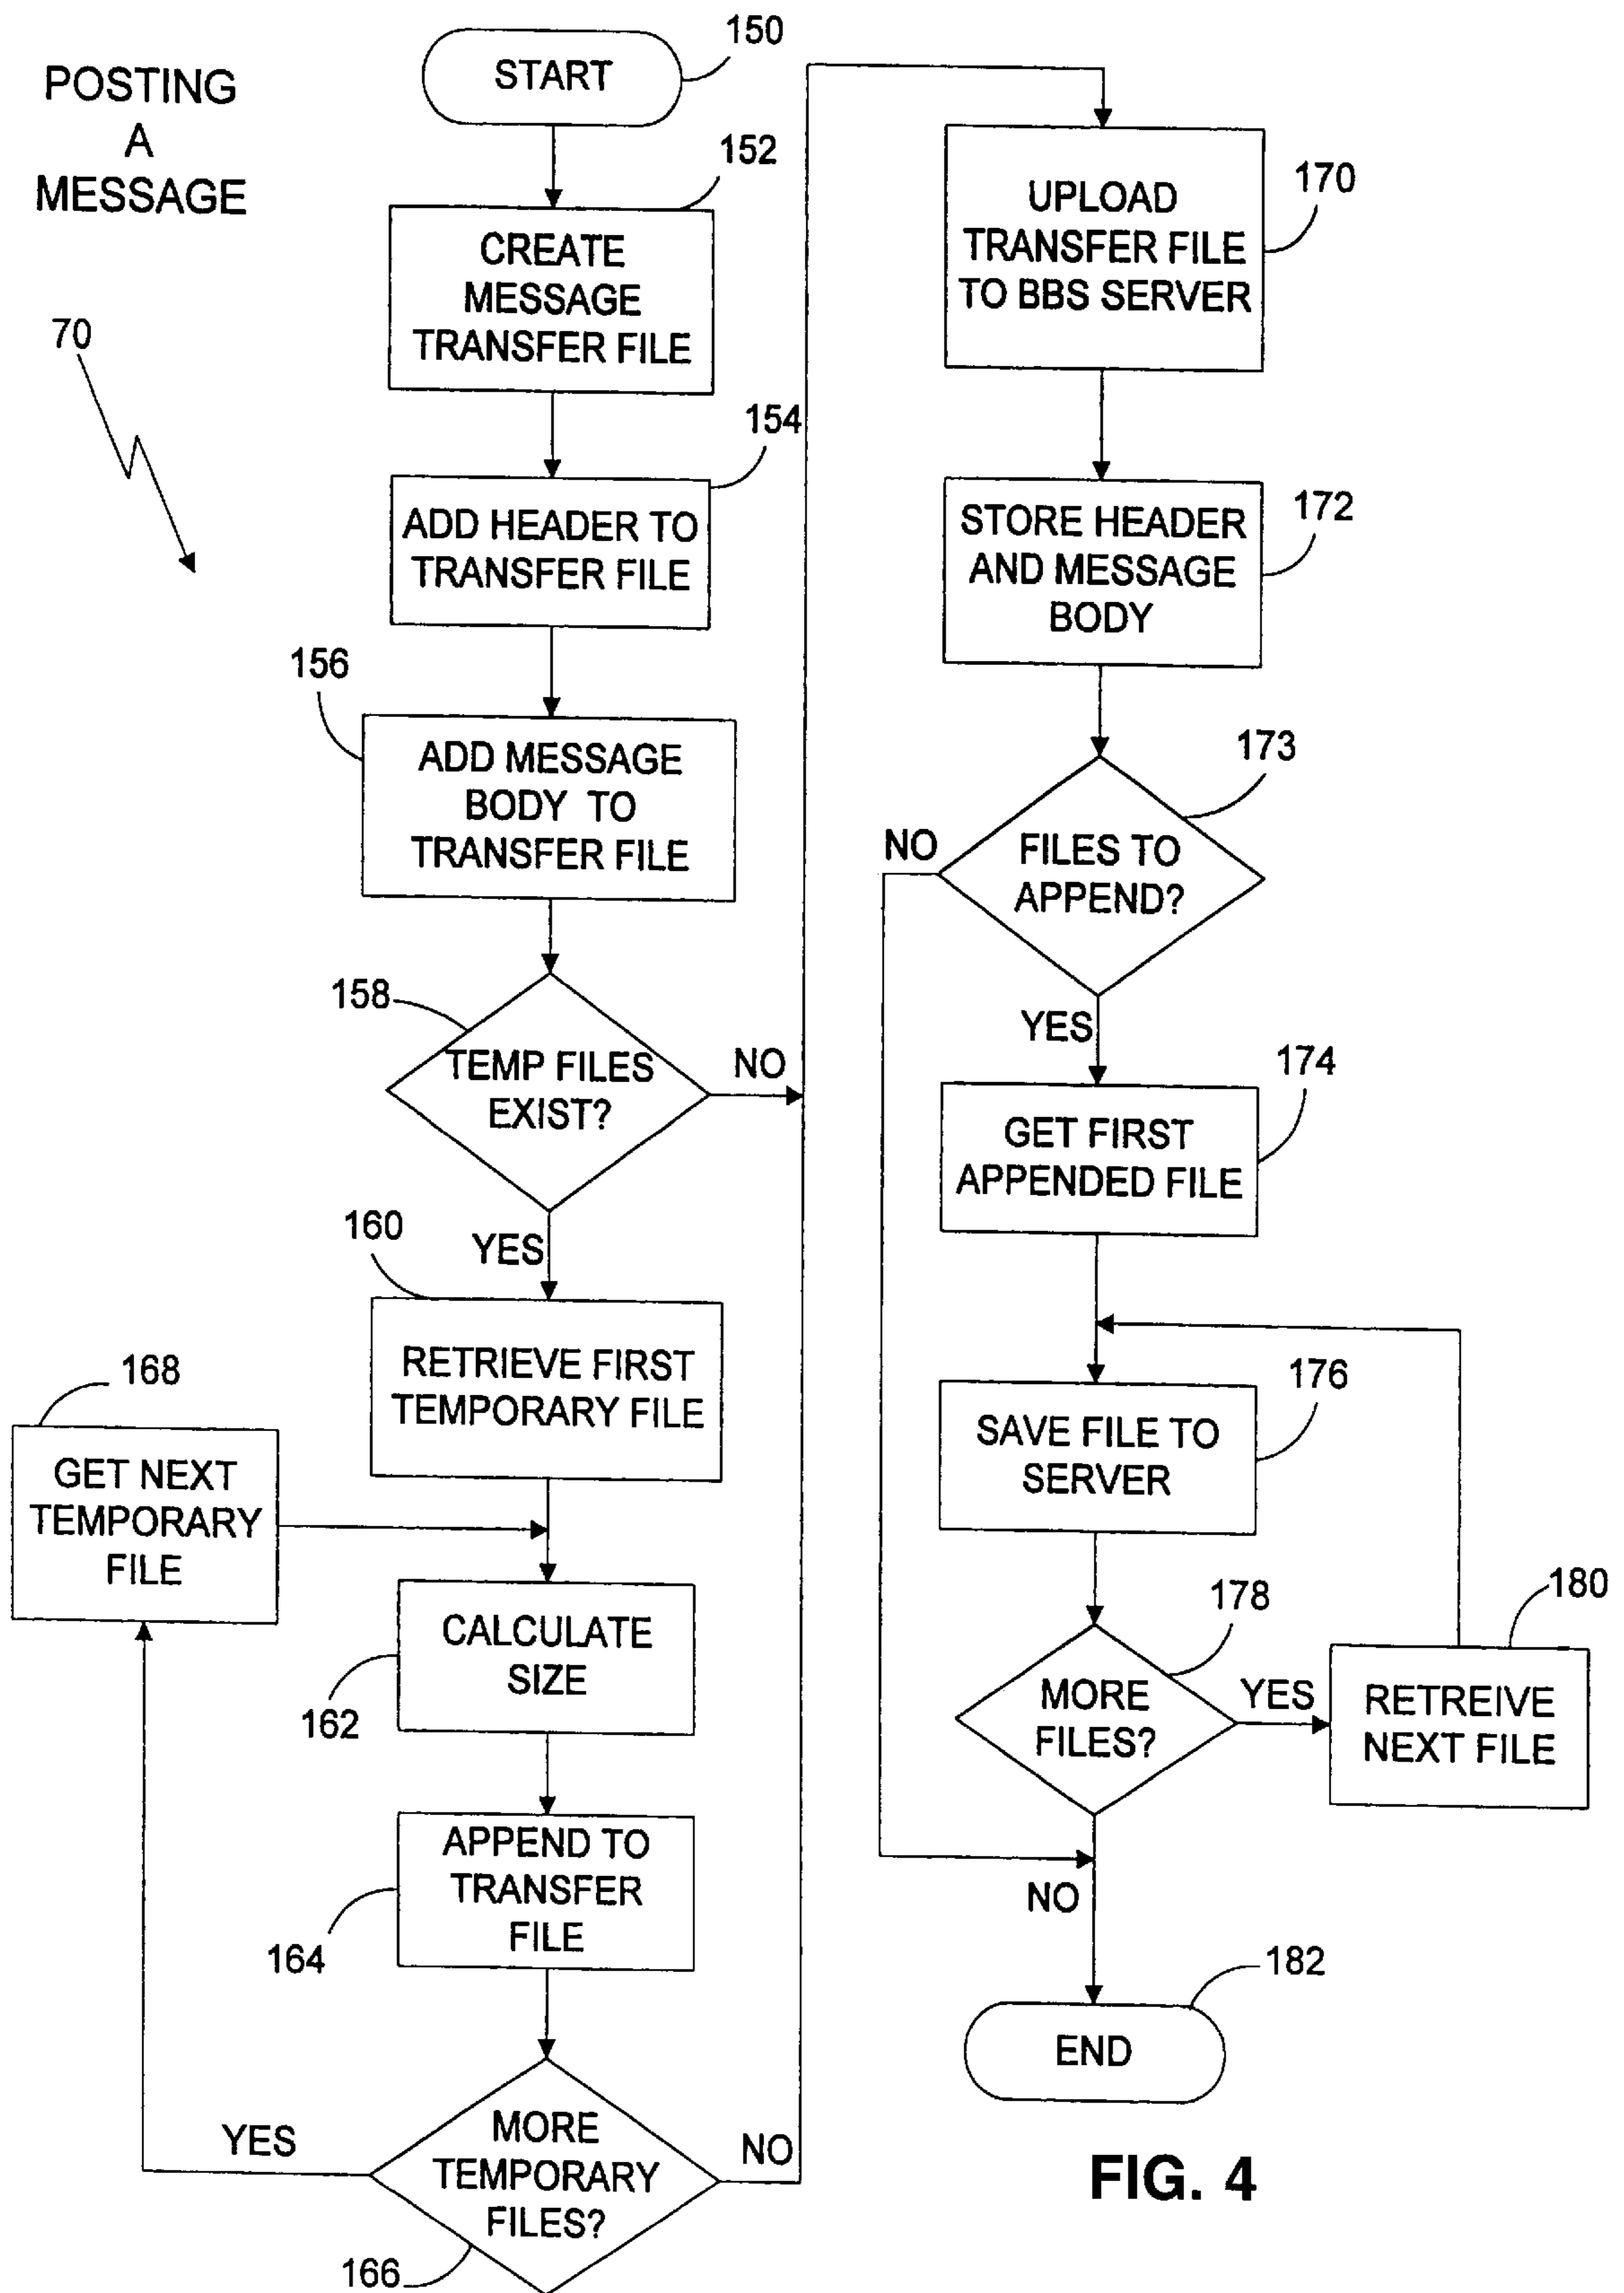 POSTING
A
MESSAGE
70
START
150
CREATE
MESSAGE
TRANSFER FILE
152
ADD HEADER TO
TRANSFER FILE
154
ADD MESSAGE
BODY TO
TRANSFER FILE
156
TEMP FILES
EXIST?
158
NO
YES
RETRIEVE FIRST
TEMPORARY FILE
160
GET NEXT
TEMPORARY
FILE
168
CALCULATE
SIZE
162
APPEND TO
TRANSFER
FILE
164
MORE
TEMPORARY
FILES?
166
YES
NO
UPLOAD
TRANSFER FILE
TO BBS SERVER
170
STORE HEADER
AND MESSAGE
BODY
172
FILES TO
APPEND?
173
NO
YES
GET FIRST
APPENDED FILE
174
SAVE FILE TO
SERVER
176
MORE
FILES?
178
YES
RETREIVE
NEXT FILE
180
NO
END
182
FIG. 4